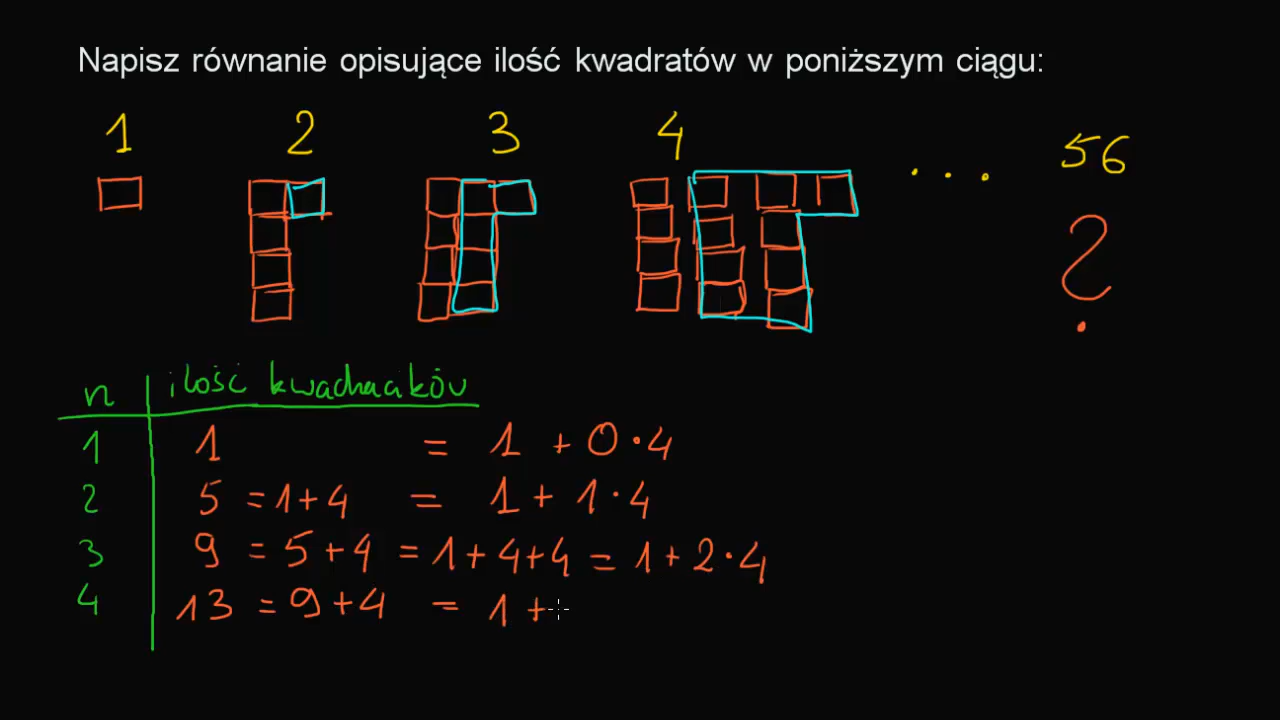 Napisz równanie opisujące ilość kwadratów w poniższym ciągu:
1 2 3 4 ... 56
?
n ilość kwadracików
1 1 = 1 + 0·4
2 5 = 1+4 = 1 + 1·4
3 9 = 5+4 = 1+4+4 = 1+2·4
4 13 = 9+4 = 1 +